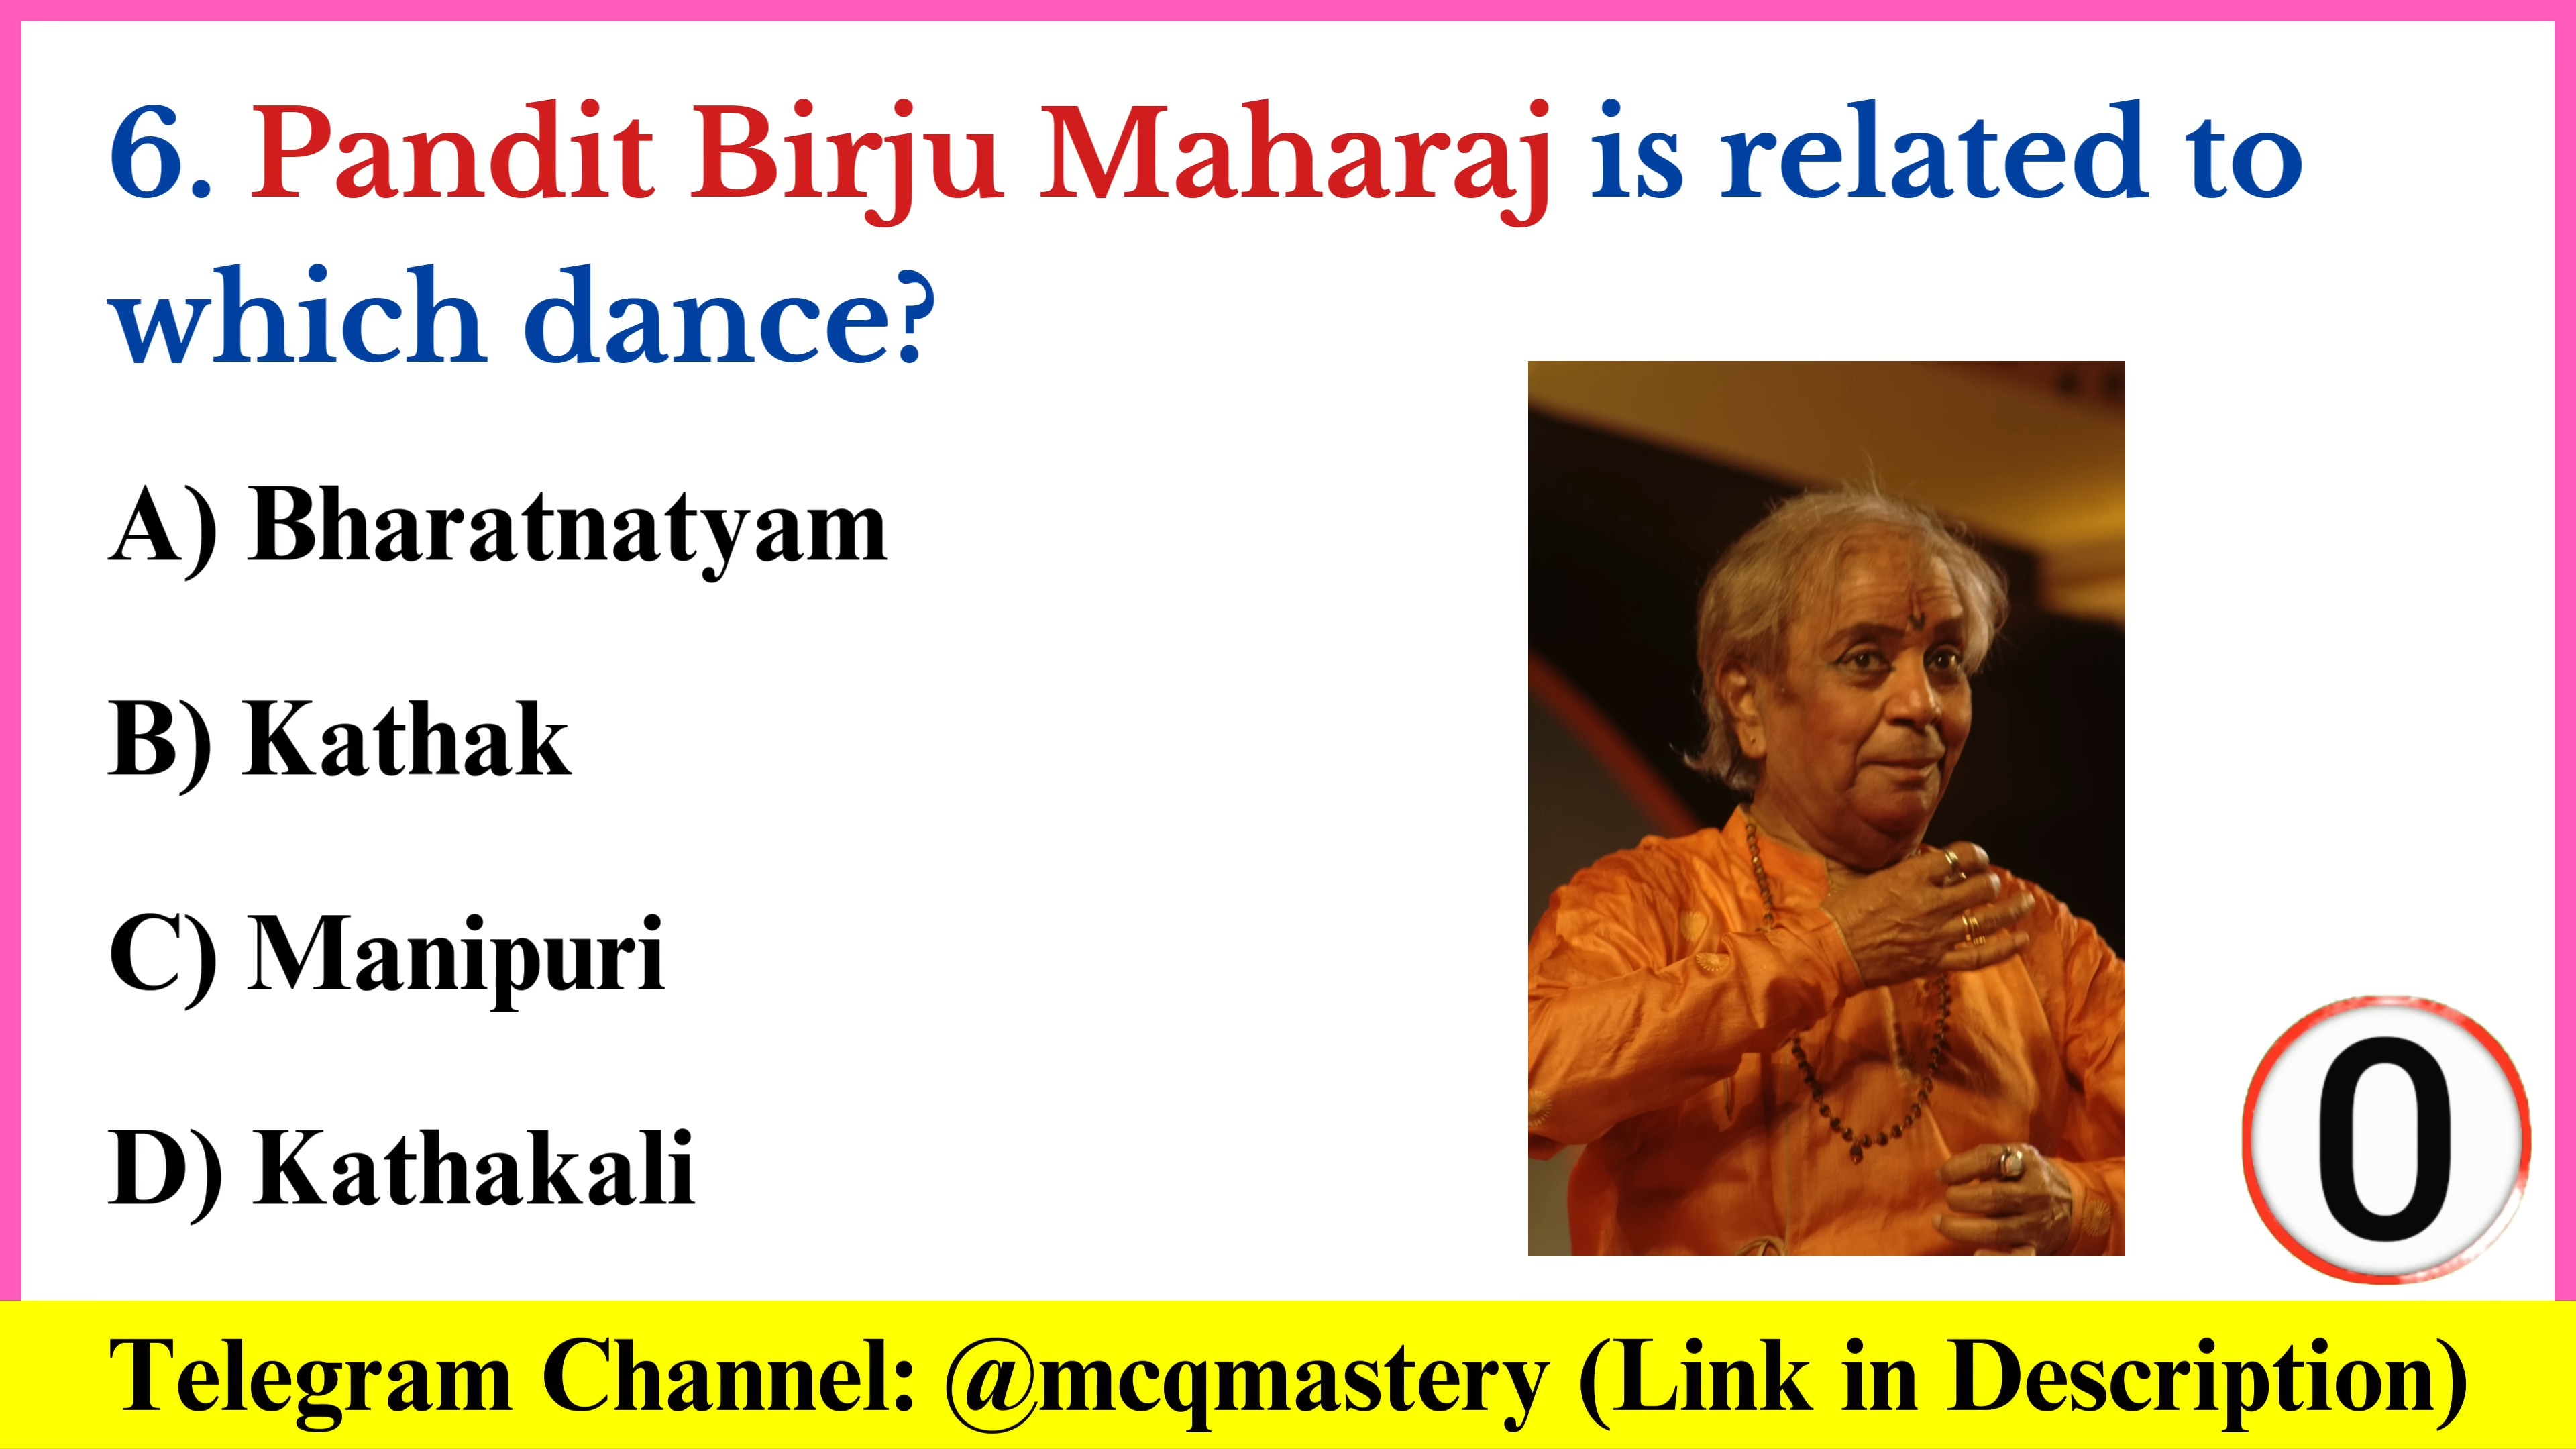 6. Pandit Birju Maharaj is related to
which dance?
A) Bharatnatyam
B) Kathak
C) Manipuri
D) Kathakali
0
Telegram Channel: @mcqmastery (Link in Description)